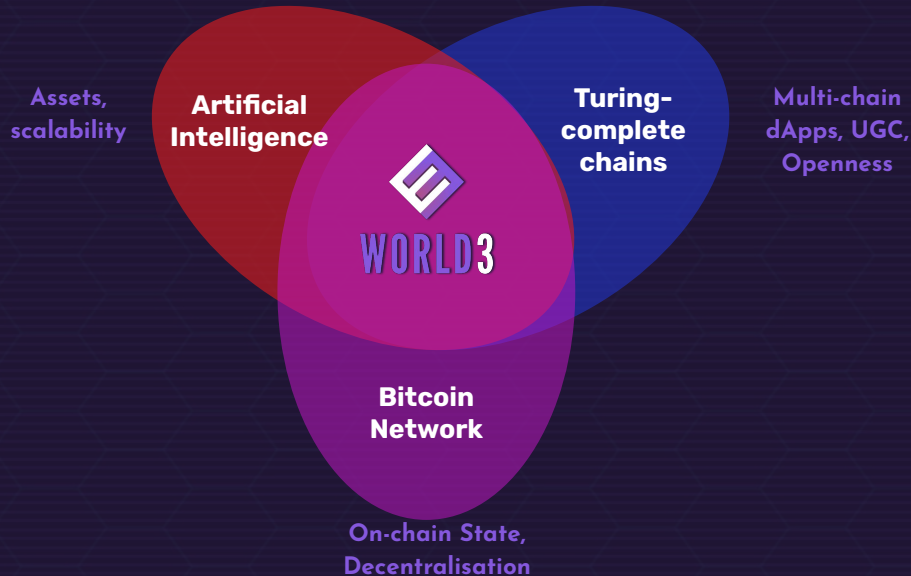 Assets,
scalability
Artificial
Intelligence
Turing-
complete
chains
Multi-chain
dApps, UGC,
Openness
WORLD3
Bitcoin
Network
On-chain State,
Decentralisation